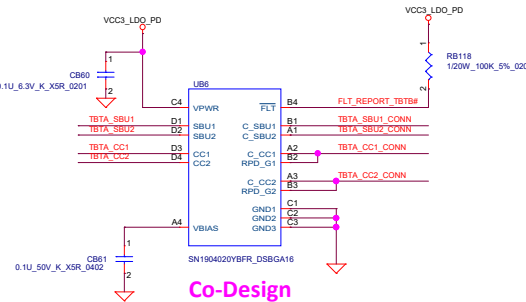 VCC3_LDO_PD
VCC3_LDO_PD
1
CB60
0.1U_6.3V_K_X5R_0201
2
1
RB118
1/20W_100K_5%_020
2
UB6
C4 VPWR
FLT B4 FLT_REPORT_TBTB#
TBTA_SBU1 D1 SBU1
C_SBU1 B1 TBTA_SBU1_CONN
TBTA_SBU2 D2 SBU2
C_SBU2 A1 TBTA_SBU2_CONN
TBTA_CC1 D3 CC1
C_CC1 A2 TBTA_CC1_CONN
TBTA_CC2 D4 CC2
RPD_G1 B2
C_CC2 A3 TBTA_CC2_CONN
RPD_G2 B3
GND1 C1
GND2 C2
A4 VBIAS
GND3 C3
1
CB61
0.1U_50V_K_X5R_0402
2
SN1904020YBFR_DSBGA16
Co-Design